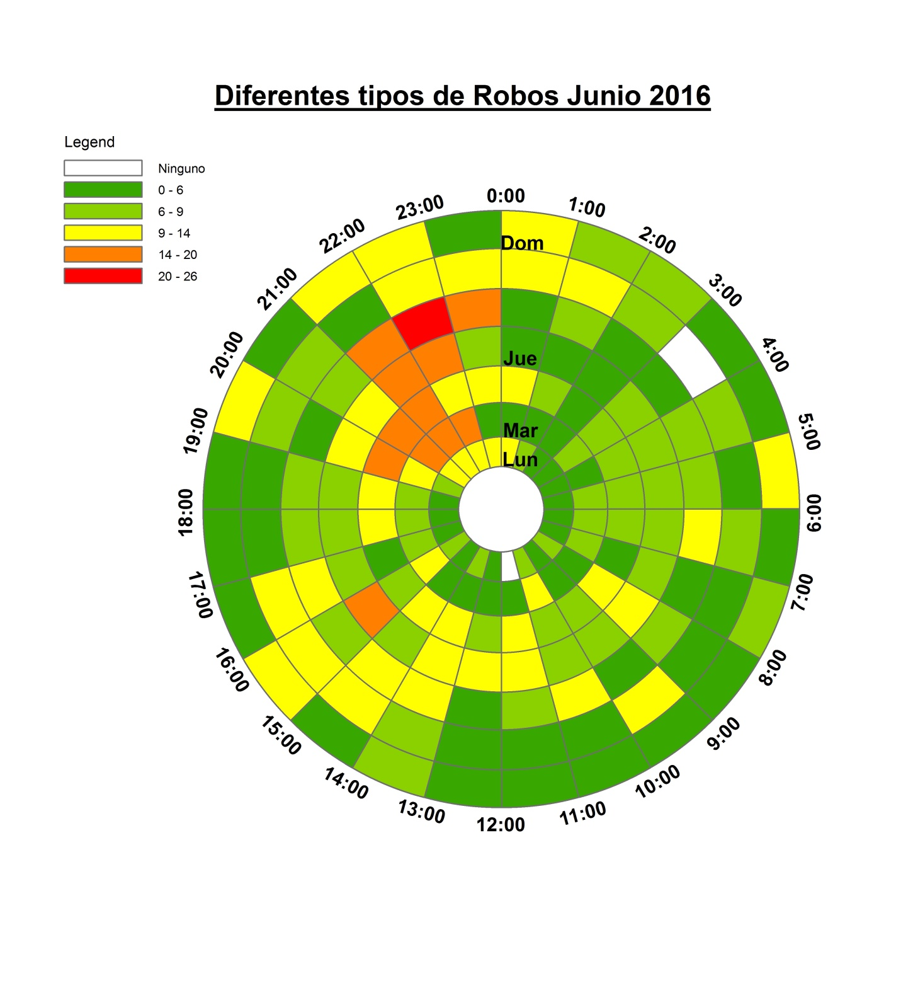 Diferentes tipos de Robos Junio 2016
Legend
Ninguno
0 - 6
6 - 9
9 - 14
14 - 20
20 - 26
0:00
1:00
2:00
3:00
4:00
5:00
6:00
7:00
8:00
9:00
10:00
11:00
12:00
13:00
14:00
15:00
16:00
17:00
18:00
19:00
20:00
21:00
22:00
23:00
Dom
Jue
Mar
Lun